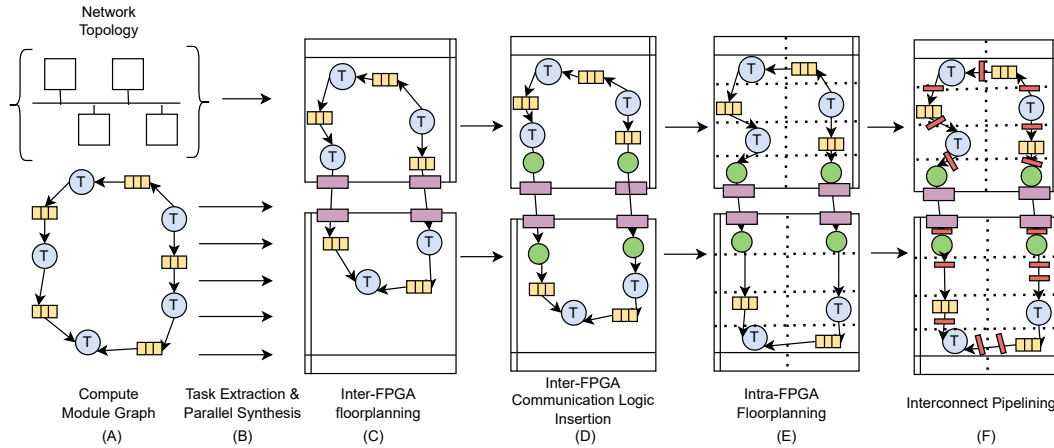 Network
Topology
T
T
T
T
T
Compute
Module Graph
(A)
Task Extraction &
Parallel Synthesis
(B)
T
T
T
T
T
Inter-FPGA
floorplanning
(C)
T
T
T
T
T
Inter-FPGA
Communication Logic
Insertion
(D)
T
T
T
T
T
Intra-FPGA
Floorplanning
(E)
T
T
T
T
T
Interconnect Pipelining
(F)